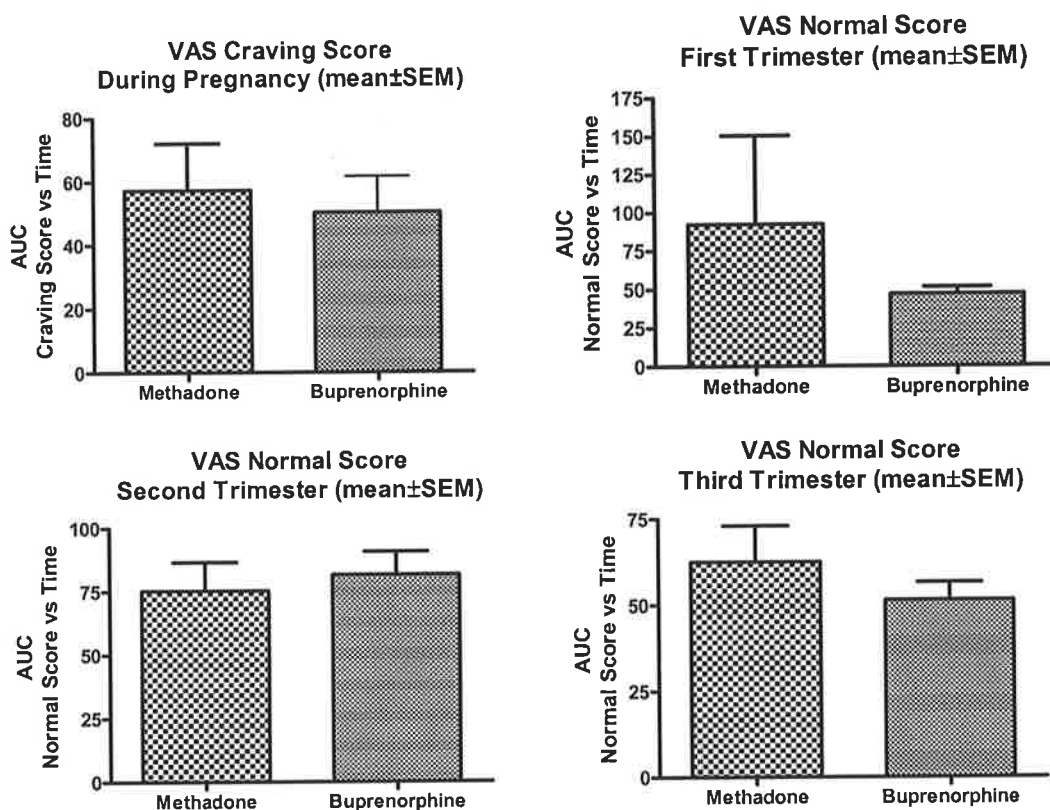 VAS Craving Score
During Pregnancy (mean±SEM)
AUC
Craving Score vs Time
80
60
40
20
0
Methadone
Buprenorphine
VAS Normal Score
First Trimester (mean±SEM)
AUC
Normal Score vs Time
175
150
125
100
75
50
25
0
Methadone
Buprenorphine
VAS Normal Score
Second Trimester (mean±SEM)
AUC
Normal Score vs Time
100
75
50
25
0
Methadone
Buprenorphine
VAS Normal Score
Third Trimester (mean±SEM)
AUC
Normal Score vs Time
75
50
25
0
Methadone
Buprenorphine